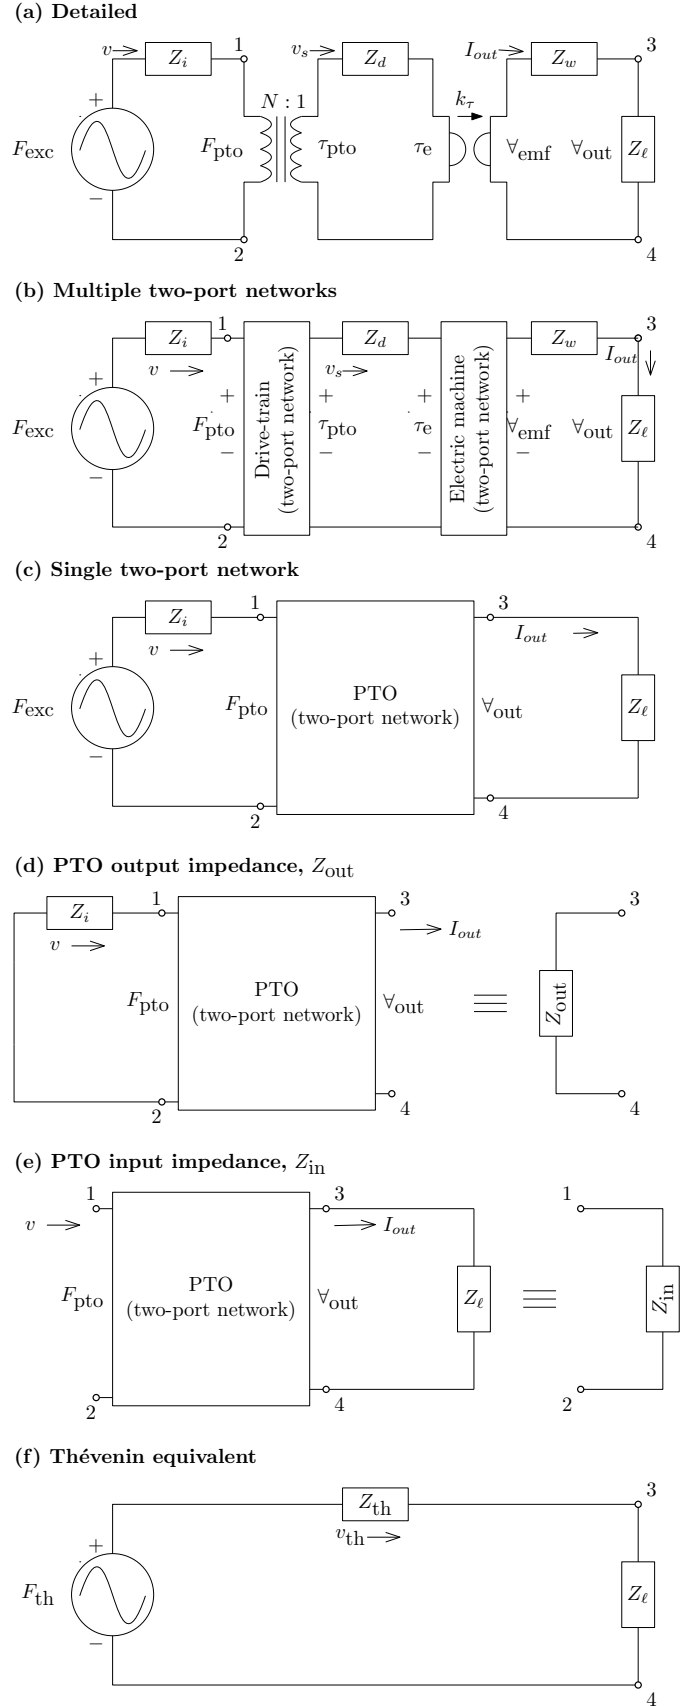 (a) Detailed
v Z_i 1 v_s Z_d I_out Z_w 3
N : 1 k_τ
+
F_exc F_pto τ_pto τ_e ∀_emf ∀_out Z_ℓ
−
2 4
(b) Multiple two-port networks
Z_i 1 Z_d Z_w 3
v v_s I_out
+ + + + +
F_exc F_pto Drive-train (two-port network) τ_pto τ_e Electric machine (two-port network) ∀_emf ∀_out Z_ℓ
− − − − −
2 4
(c) Single two-port network
Z_i 1 3
v I_out
+
F_exc F_pto PTO ∀_out Z_ℓ
(two-port network)
−
2 4
(d) PTO output impedance, Z_out
Z_i 1 3 3
v I_out
F_pto PTO ∀_out Z_out
(two-port network)
2 4 4
(e) PTO input impedance, Z_in
1 3 1
v I_out
F_pto PTO ∀_out Z_ℓ Z_in
(two-port network)
2 4 2
(f) Thévenin equivalent
Z_th 3
v_th
+
F_th Z_ℓ
−
4